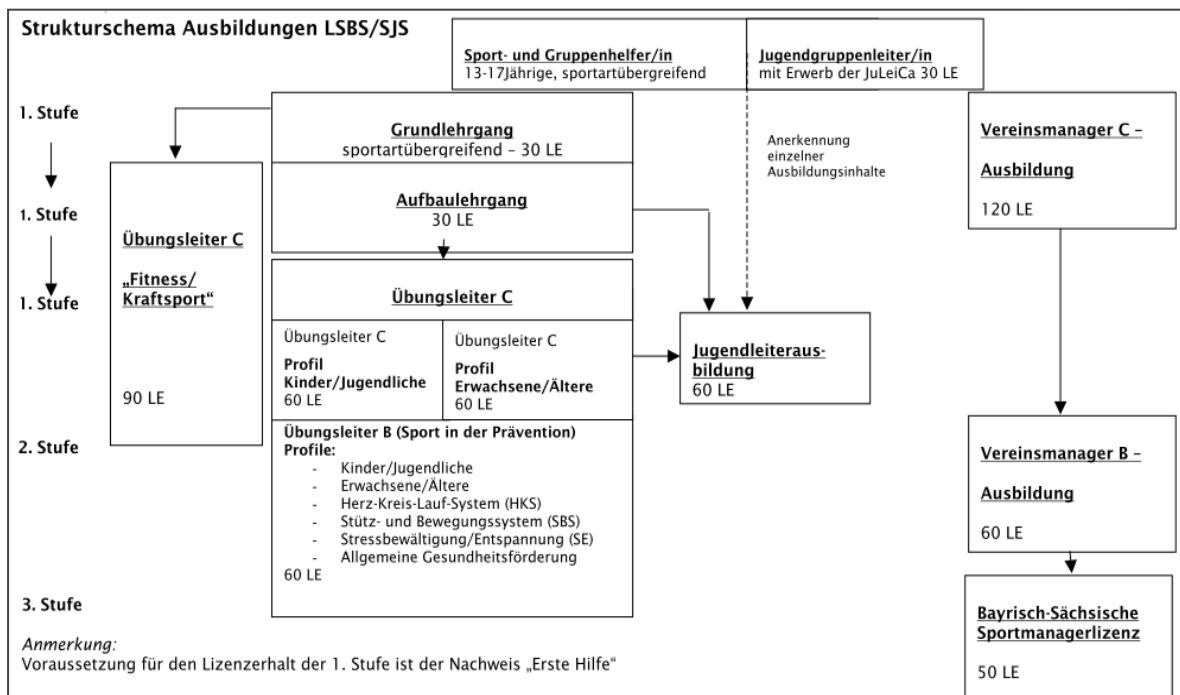 Strukturschema Ausbildungen LSBS/SJS
Sport- und Gruppenhelfer/in
13-17Jährige, sportartübergreifend
Jugendgruppenleiter/in
mit Erwerb der JuLeiCa 30 LE
1. Stufe
1. Stufe
1. Stufe
2. Stufe
3. Stufe
Übungsleiter C
„Fitness/
Kraftsport“
90 LE
Grundlehrgang
sportartübergreifend – 30 LE
Aufbaulehrgang
30 LE
Übungsleiter C
Übungsleiter C
Profil
Kinder/Jugendliche
60 LE
Übungsleiter C
Profil
Erwachsene/Ältere
60 LE
Übungsleiter B (Sport in der Prävention)
Profile:
- Kinder/Jugendliche
- Erwachsene/Ältere
- Herz-Kreis-Lauf-System (HKS)
- Stütz- und Bewegungssystem (SBS)
- Stressbewältigung/Entspannung (SE)
- Allgemeine Gesundheitsförderung
60 LE
Anerkennung
einzelner
Ausbildungsinhalte
Jugendleiteraus-
bildung
60 LE
Vereinsmanager C –
Ausbildung
120 LE
Vereinsmanager B –
Ausbildung
60 LE
Bayrisch-Sächsische
Sportmanagerlizenz
50 LE
Anmerkung:
Voraussetzung für den Lizenzerhalt der 1. Stufe ist der Nachweis „Erste Hilfe“